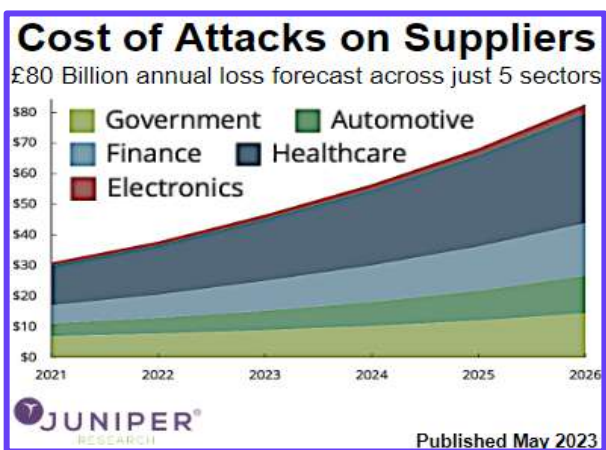 Cost of Attacks on Suppliers
£80 Billion annual loss forecast across just 5 sectors
$80
$70
$60
$50
$40
$30
$20
$10
$0
Government
Automotive
Finance
Healthcare
Electronics
2021 2022 2023 2024 2025 2026
JUNIPER®
RESEARCH
Published May 2023